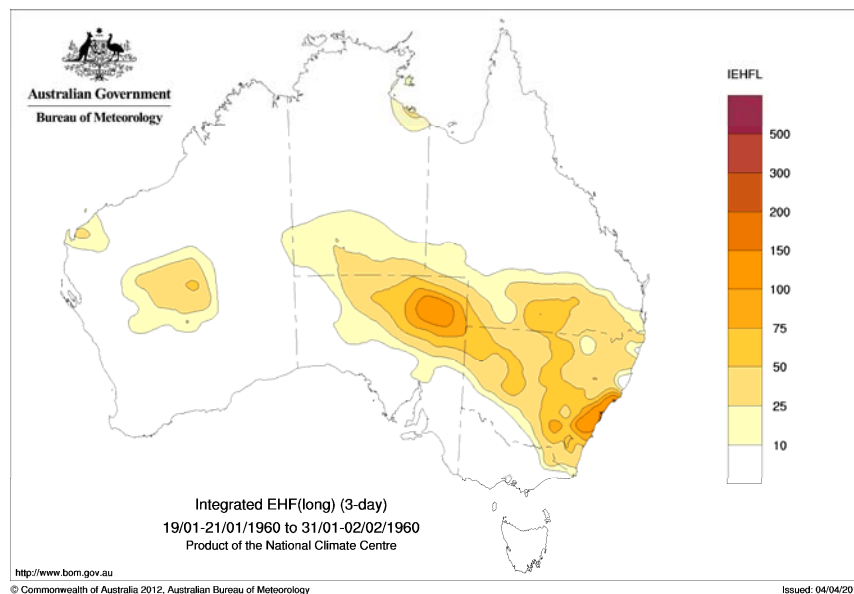 Australian Government
Bureau of Meteorology
IEHFL
500
300
200
150
100
75
50
25
10
Integrated EHF(long) (3-day)
19/01-21/01/1960 to 31/01-02/02/1960
Product of the National Climate Centre
http://www.bom.gov.au
© Commonwealth of Australia 2012, Australian Bureau of Meteorology
Issued: 04/04/20